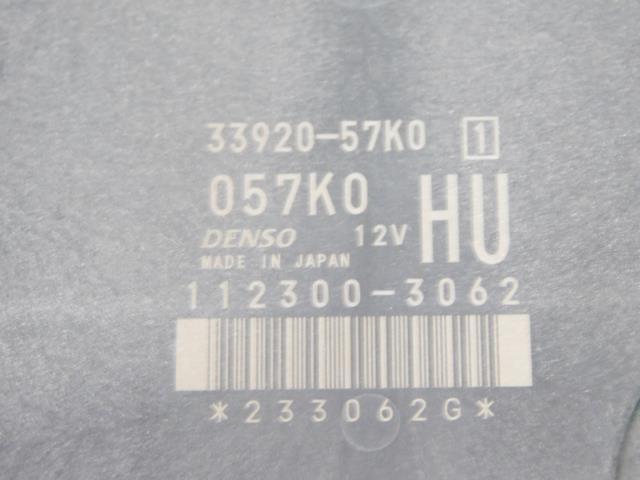 33920-57K0 1
057K0 HU
DENSO 12V
MADE IN JAPAN
112300-3062
*233062G*